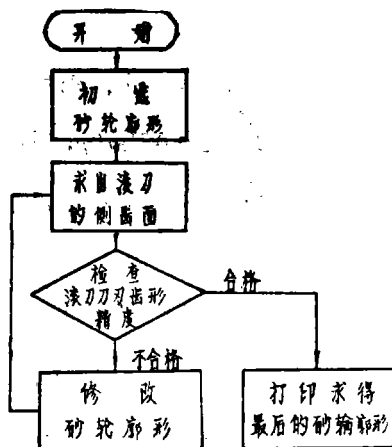 开 始
初
砂轮廓形
求出滚刀
的侧齿面
检 查
滚刀刀刃齿形
精度
合格
不合格
修 改
砂轮廓形
打印求得
最后的砂轮廓形